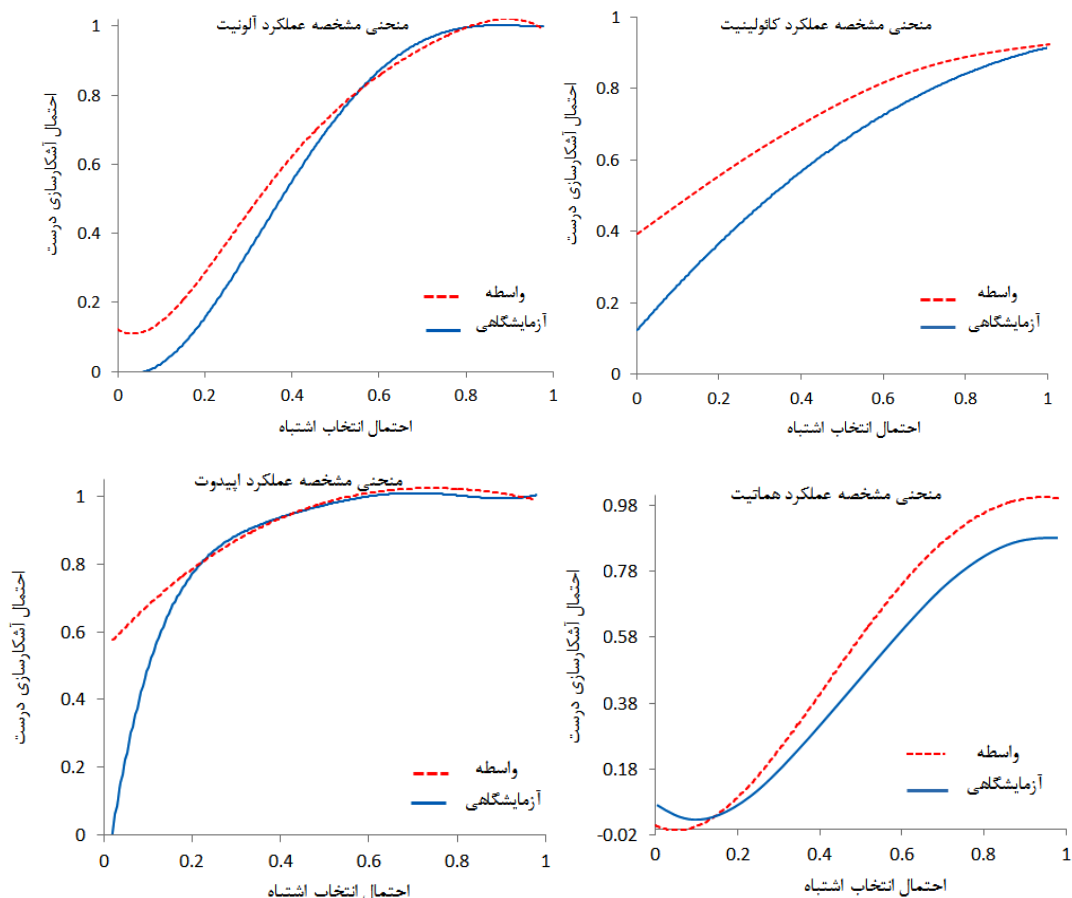 منحنی مشخصه عملکرد آلونیت
احتمال آشکارسازی درست
1
0.8
0.6
0.4
0.2
0
واسطه
آزمایشگاهی
0 0.2 0.4 0.6 0.8 1
احتمال انتخاب اشتباه
منحنی مشخصه عملکرد کائولینیت
احتمال آشکارسازی درست
1
0.8
0.6
0.4
0.2
0
واسطه
آزمایشگاهی
0 0.2 0.4 0.6 0.8 1
احتمال انتخاب اشتباه
منحنی مشخصه عملکرد اپیدوت
احتمال آشکارسازی درست
1
0.8
0.6
0.4
0.2
0
واسطه
آزمایشگاهی
0 0.2 0.4 0.6 0.8 1
احتمال انتخاب اشتباه
منحنی مشخصه عملکرد هماتیت
احتمال آشکارسازی درست
0.98
0.78
0.58
0.38
0.18
-0.02
واسطه
آزمایشگاهی
0 0.2 0.4 0.6 0.8 1
احتمال انتخاب اشتباه